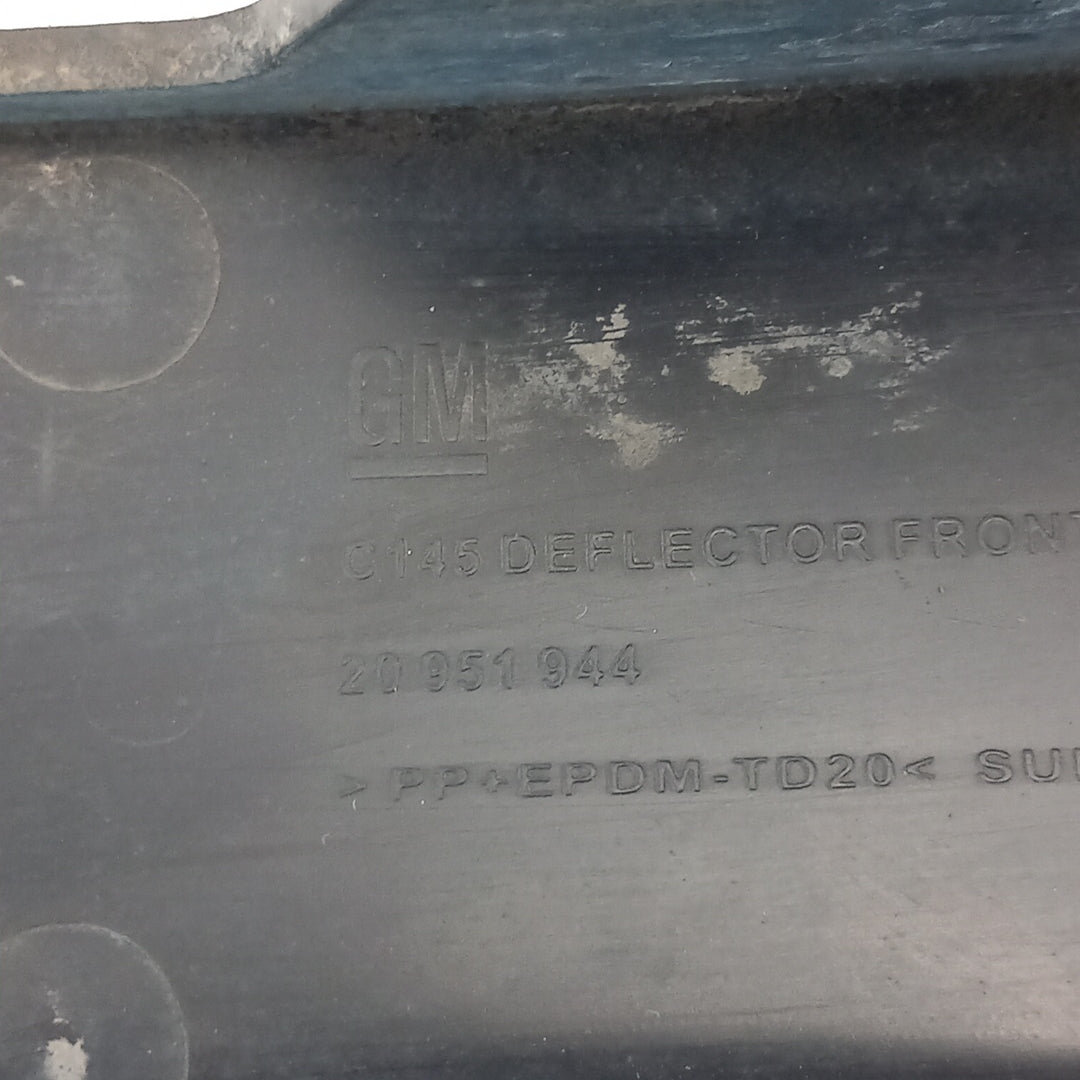 GM
C145 DEFLECTOR FRONT
20 951 944
> PP+EPDM-TD20<